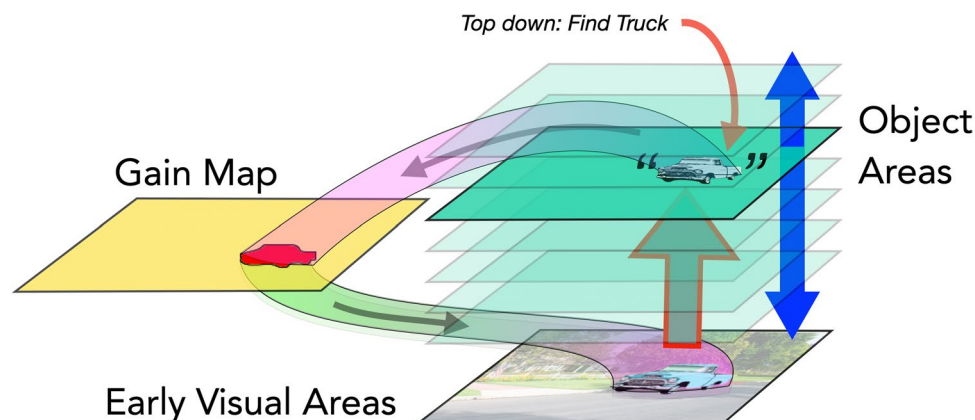 Top down: Find Truck
Object
Areas
Gain Map
“ ”
Early Visual Areas